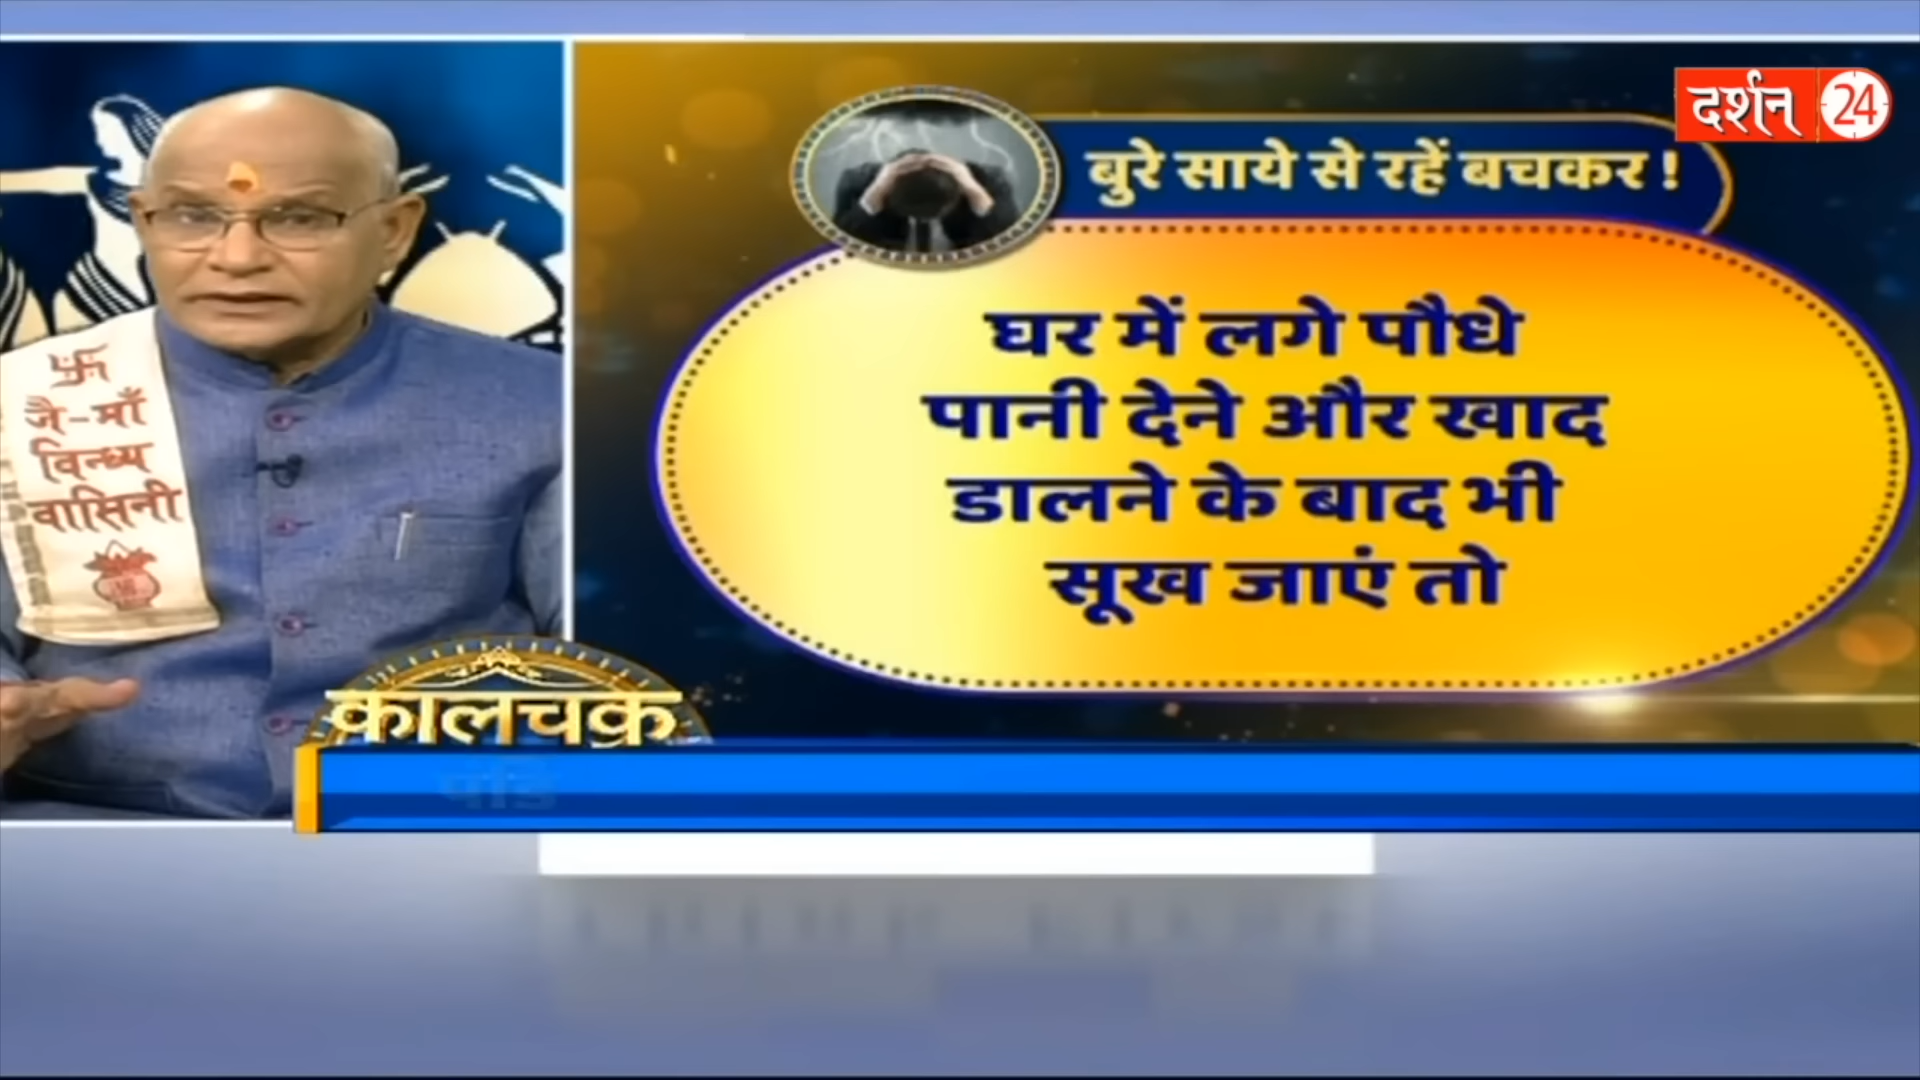 दर्शन 24
बुरे साये से रहें बचकर !
घर में लगे पौधे
पानी देने और खाद
डालने के बाद भी
सूख जाएं तो
जै-माँ
विन्ध्य
वासिनी
कालचक्र
पंडि